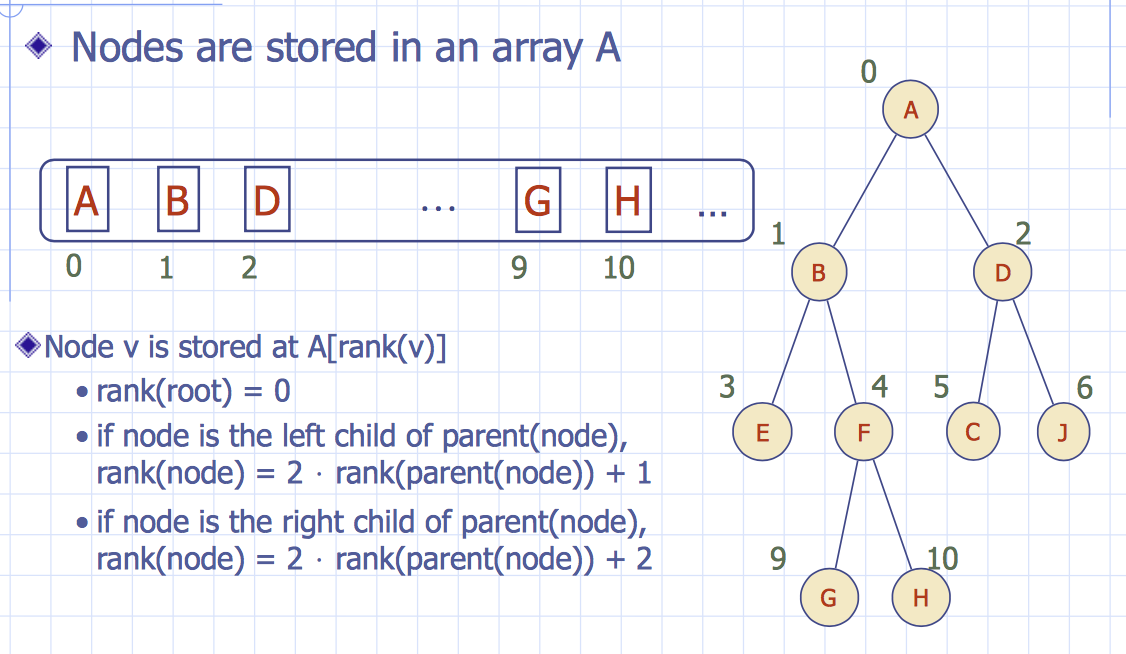 Nodes are stored in an array A
A B D ... G H ...
0 1 2 9 10
Node v is stored at A[rank(v)]
• rank(root) = 0
• if node is the left child of parent(node),
rank(node) = 2 · rank(parent(node)) + 1
• if node is the right child of parent(node),
rank(node) = 2 · rank(parent(node)) + 2
0
A
1 2
B D
3 4 5 6
E F C J
9 10
G H